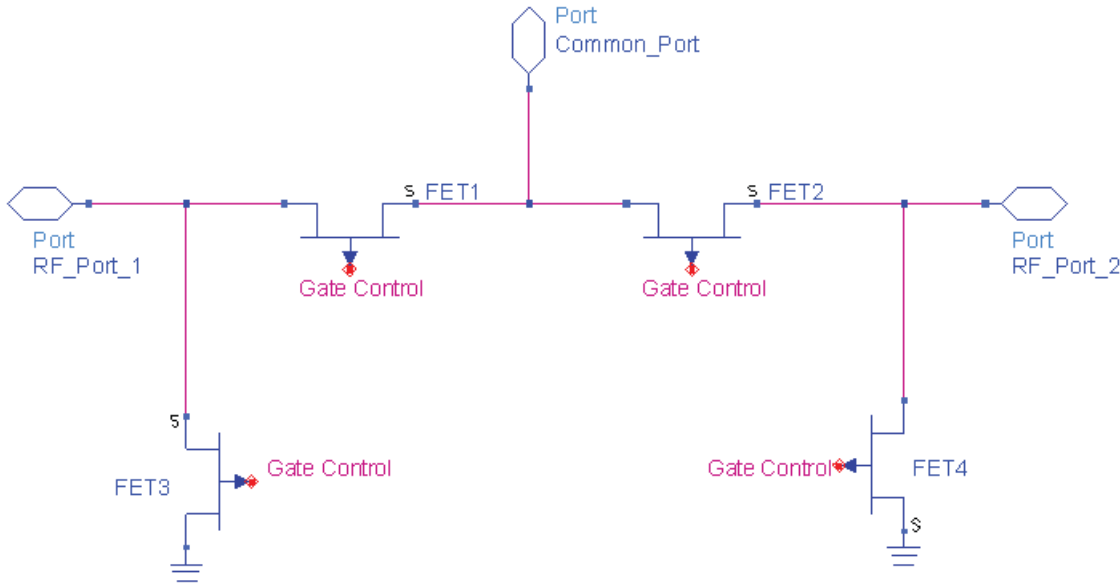 Port
Common_Port
S
FET1
S
FET2
Port
RF_Port_1
Port
RF_Port_2
Gate Control
Gate Control
S
Gate Control
FET3
Gate Control
FET4
S